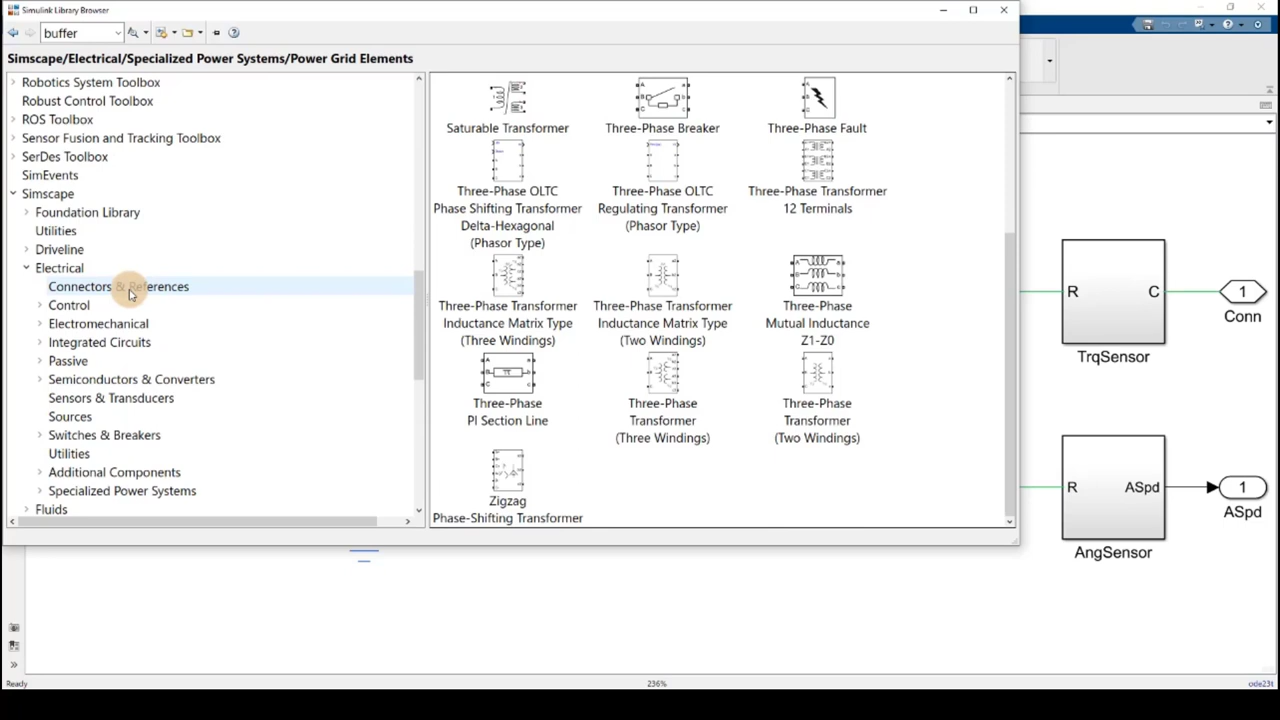 Simulink Library Browser
buffer
Simscape/Electrical/Specialized Power Systems/Power Grid Elements
Robotics System Toolbox
Robust Control Toolbox
ROS Toolbox
Sensor Fusion and Tracking Toolbox
SerDes Toolbox
SimEvents
Simscape
Foundation Library
Utilities
Driveline
Electrical
Connectors & References
Control
Electromechanical
Integrated Circuits
Passive
Semiconductors & Converters
Sensors & Transducers
Sources
Switches & Breakers
Utilities
Additional Components
Specialized Power Systems
Fluids
Saturable Transformer
Three-Phase Breaker
Three-Phase Fault
Three-Phase OLTC
Phase Shifting Transformer
Delta-Hexagonal
(Phasor Type)
Three-Phase OLTC
Regulating Transformer
(Phasor Type)
Three-Phase Transformer
12 Terminals
Three-Phase Transformer
Inductance Matrix Type
(Three Windings)
Three-Phase Transformer
Inductance Matrix Type
(Two Windings)
Three-Phase
Mutual Inductance
Z1-Z0
Three-Phase
PI Section Line
Three-Phase
Transformer
(Three Windings)
Three-Phase
Transformer
(Two Windings)
Zigzag
Phase-Shifting Transformer
R C
1
Conn
TrqSensor
R ASpd
1
ASpd
AngSensor
Ready
236%
ode23t